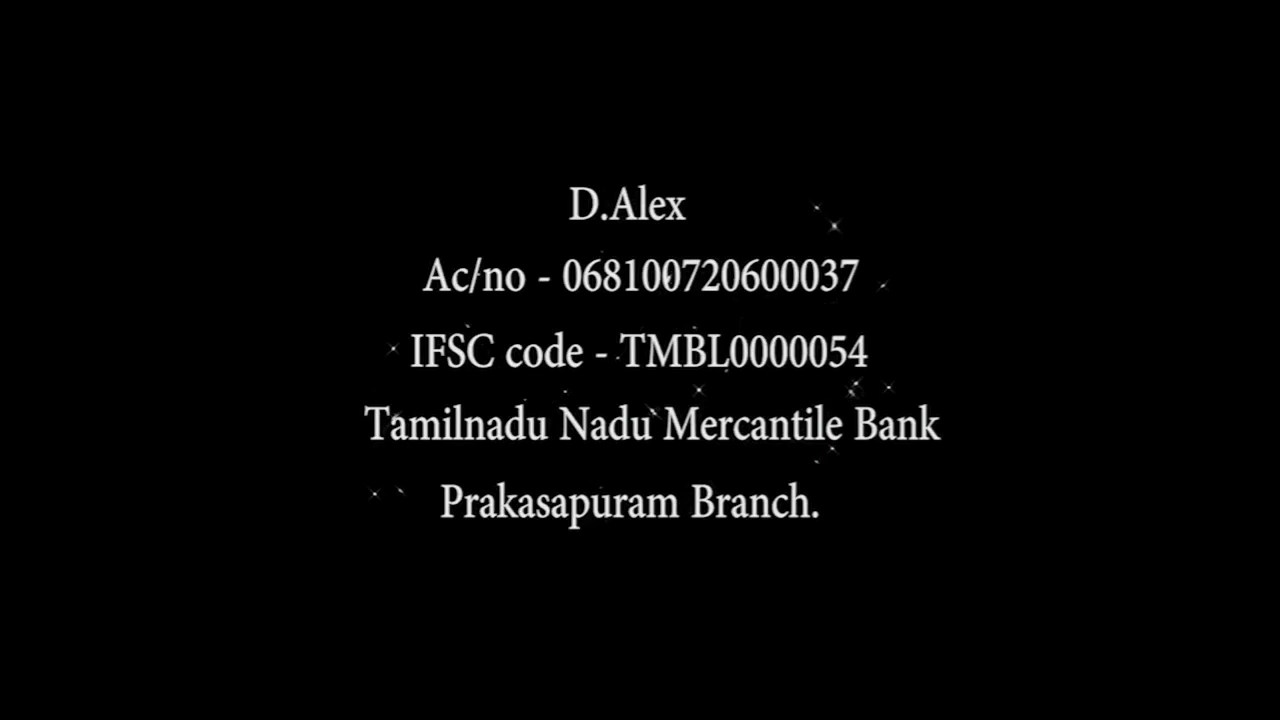 D.Alex
Ac/no - 068100720600037
IFSC code - TMBL0000054
Tamilnadu Nadu Mercantile Bank
Prakasapuram Branch.